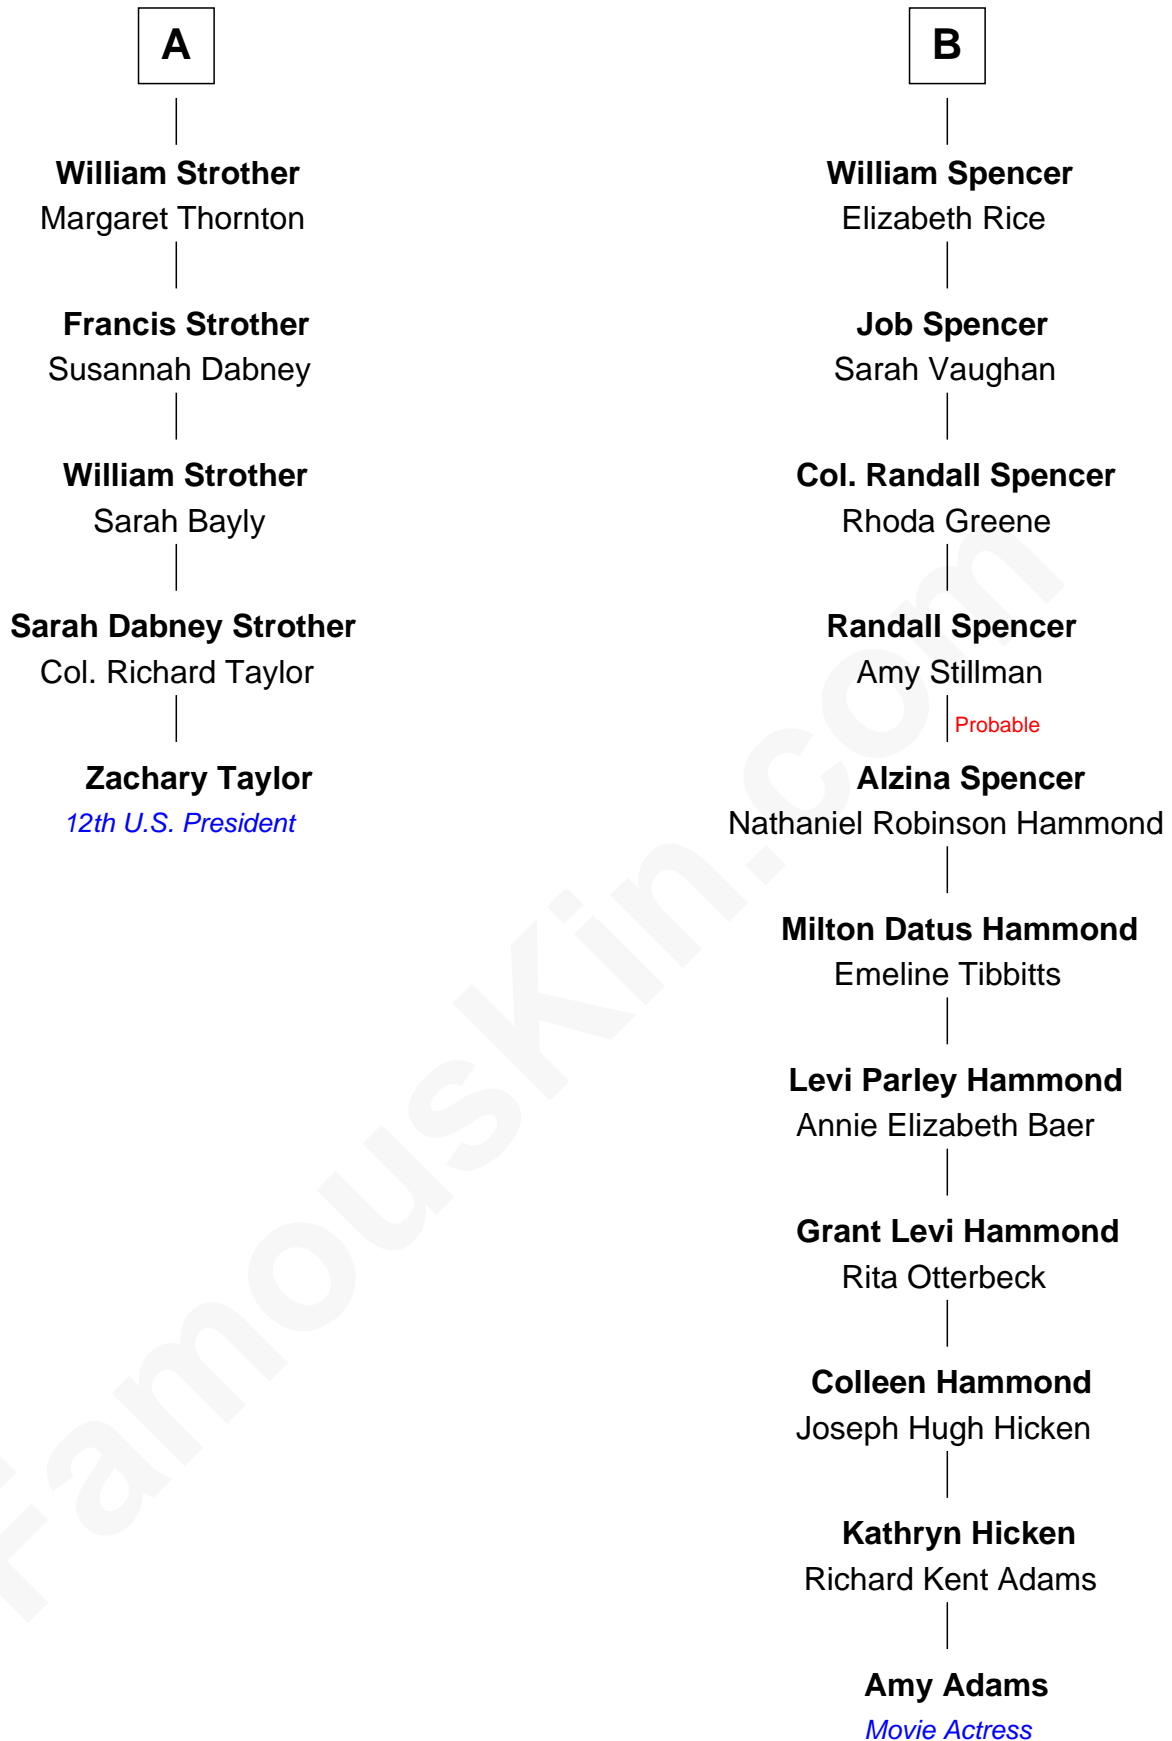 A
William Strother
Margaret Thornton
Francis Strother
Susannah Dabney
William Strother
Sarah Bayly
Sarah Dabney Strother
Col. Richard Taylor
Zachary Taylor
12th U.S. President
B
William Spencer
Elizabeth Rice
Job Spencer
Sarah Vaughan
Col. Randall Spencer
Rhoda Greene
Randall Spencer
Amy Stillman
Probable
Alzina Spencer
Nathaniel Robinson Hammond
Milton Datus Hammond
Emeline Tibbitts
Levi Parley Hammond
Annie Elizabeth Baer
Grant Levi Hammond
Rita Otterbeck
Colleen Hammond
Joseph Hugh Hicken
Kathryn Hicken
Richard Kent Adams
Amy Adams
Movie Actress
FamousKin.com